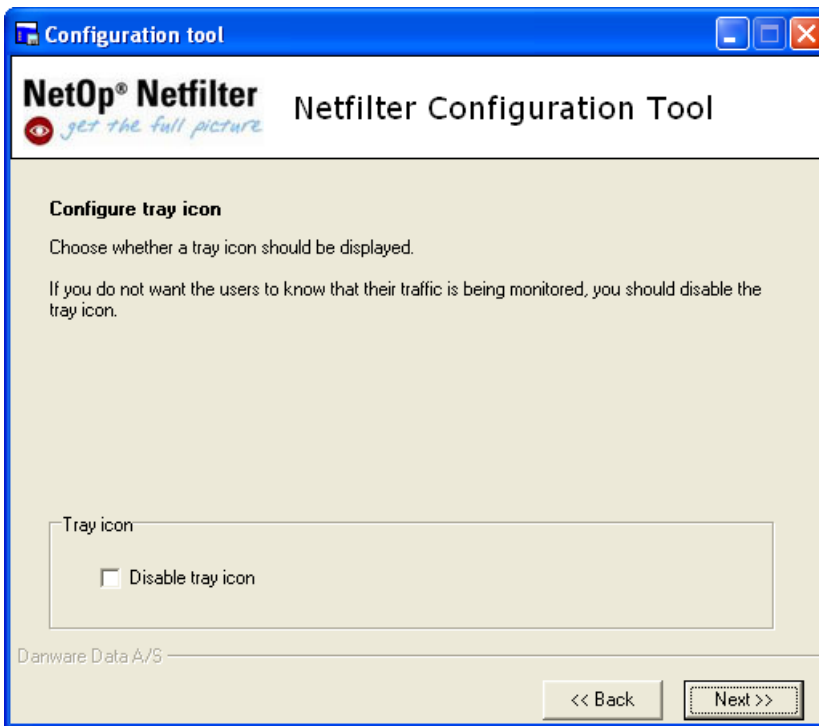 Configuration tool
NetOp® Netfilter
get the full picture
Netfilter Configuration Tool
Configure tray icon
Choose whether a tray icon should be displayed.
If you do not want the users to know that their traffic is being monitored, you should disable the
tray icon.
Tray icon
Disable tray icon
Danware Data A/S
<< Back
Next >>